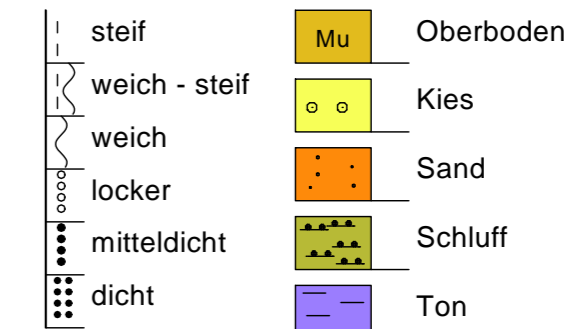 steif
weich - steif
weich
locker
mitteldicht
dicht
Mu Oberboden
Kies
Sand
Schluff
Ton